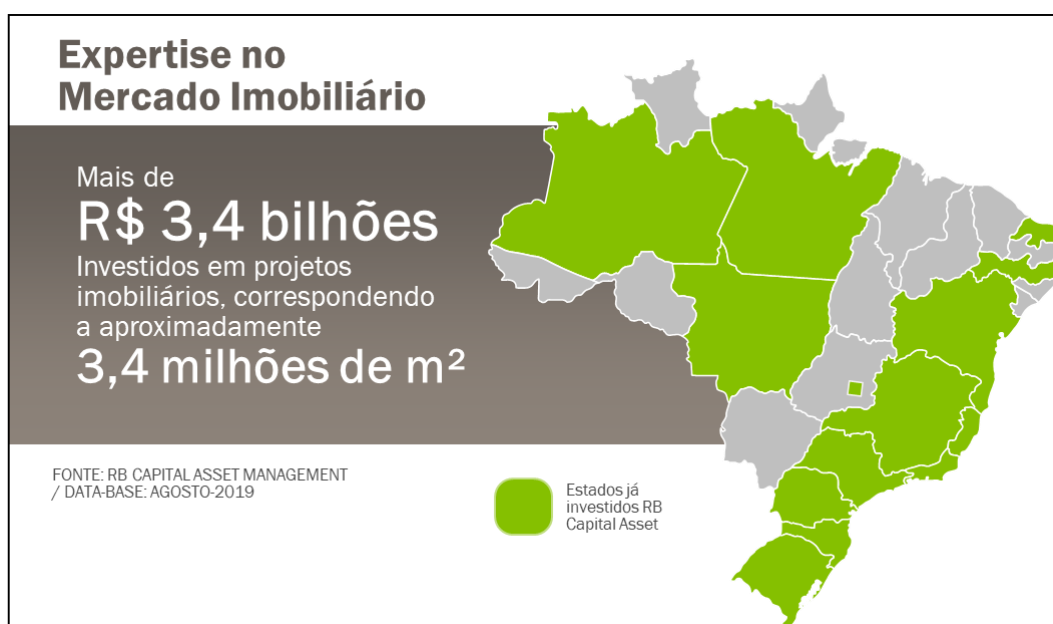 Expertise no
Mercado Imobiliário
Mais de
R$ 3,4 bilhões
Investidos em projetos
imobiliários, correspondendo
a aproximadamente
3,4 milhões de m²
FONTE: RB CAPITAL ASSET MANAGEMENT
/ DATA-BASE: AGOSTO-2019
Estados já
investidos RB
Capital Asset